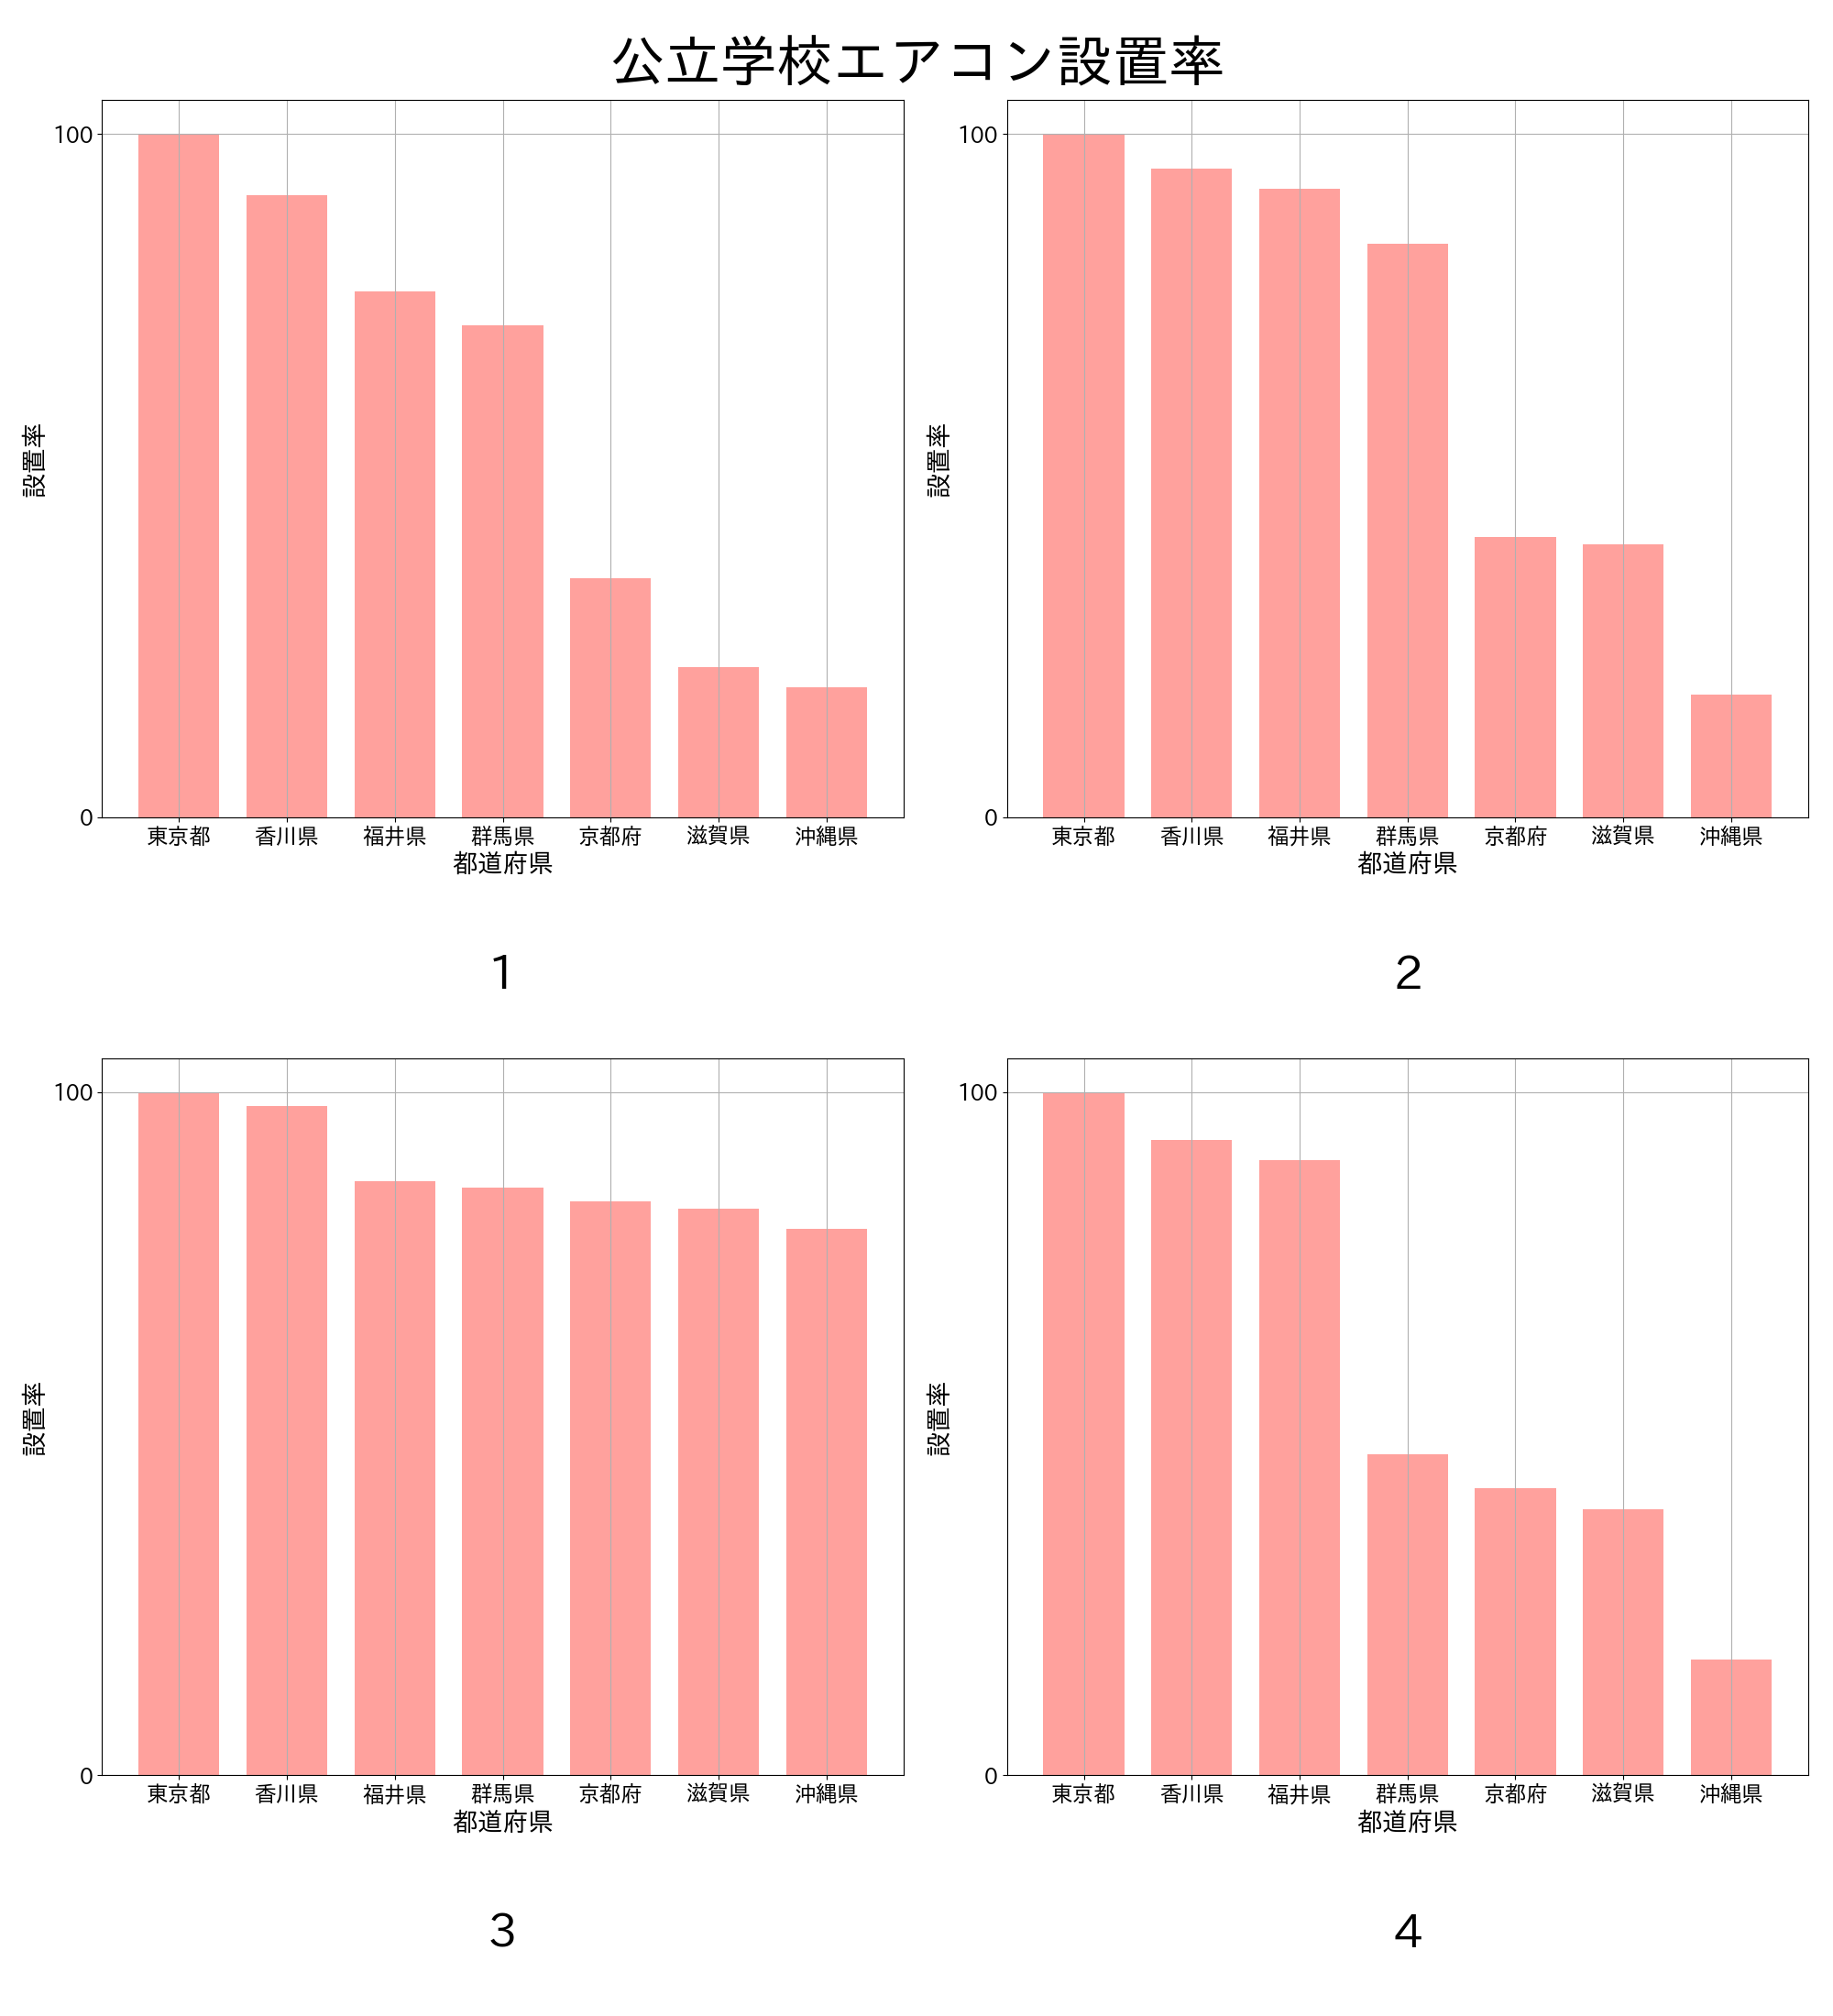 公立学校エアコン設置率
100
0
設置率
東京都 香川県 福井県 群馬県 京都府 滋賀県 沖縄県
都道府県
1
100
0
設置率
東京都 香川県 福井県 群馬県 京都府 滋賀県 沖縄県
都道府県
2
100
0
設置率
東京都 香川県 福井県 群馬県 京都府 滋賀県 沖縄県
都道府県
3
100
0
設置率
東京都 香川県 福井県 群馬県 京都府 滋賀県 沖縄県
都道府県
4